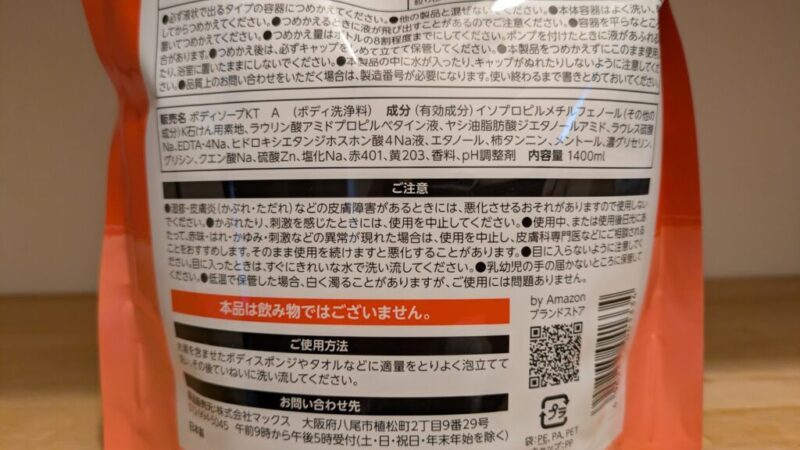 ●必ず液状で出るタイプの容器につめかえてください。●他の製品と混ぜないでください。●本体容器はよく洗い、
してからつめかえてください。●つめかえるときに液が飛び出すことがあるのでご注意ください。●容器を平らなところに
置いてつめかえてください。●つめかえ量はボトルの8割程度までにしてください。ポンプを付けたときに液があふれる
合があります。●つめかえ後は、必ずキャップをしめて立てて保管してください。●本製品をつめかえずにこのまま使用
り、浴室に置いたままにしないでください。●本製品の中に水が入ったり、キャップがぬれたりしないように注意してくだ
さい。●品質上のお問い合わせをいただく場合は、製造番号が必要になります。使い終わるまで書きとめておいてください。
販売名 ボディソープKT A (ボディ洗浄料) 成分 (有効成分)イソプロピルメチルフェノール(その他の
成分)K石けん用素地、ラウリン酸アミドプロピルベタイン液、ヤシ油脂肪酸ジエタノールアミド、ラウレス硫酸
Na、EDTA-4Na、ヒドロキシエタンジホスホン酸4Na液、エタノール、柿タンニン、メントール、濃グリセリン、
グリシン、クエン酸Na、硫酸Zn、塩化Na、赤401、黄203、香料、pH調整剤 内容量 1400ml
ご注意
●湿疹・皮膚炎(かぶれ・ただれ)などの皮膚障害があるときには、悪化させるおそれがありますので使用しない
でください。●かぶれたり、刺激を感じたときには、使用を中止してください。●使用中、または使用後日光にあ
たって、赤味・はれ・かゆみ・刺激などの異常が現れた場合は、使用を中止し、皮膚科専門医などにご相談される
ことをおすすめします。そのまま使用を続けますと悪化することがあります。●目に入らないように注意してく
ださい。目に入ったときは、すぐにきれいな水で洗い流してください。●乳幼児の手の届かないところに保管して
ください。●低温で保管した場合、白く濁ることがありますが、ご使用には問題ありません。
本品は飲み物ではございません。
by Amazon
ブランドストア
ご使用方法
お湯を含ませたボディスポンジやタオルなどに適量をとりよく泡立てて
洗い、その後ていねいに洗い流してください。
お問い合わせ先
株式会社マックス 大阪府八尾市植松町2丁目9番29号
午前9時から午後5時受付(土・日・祝日・年末年始を除く)
日本製
プラ
袋: PE, PA, PET
キャップ: PP